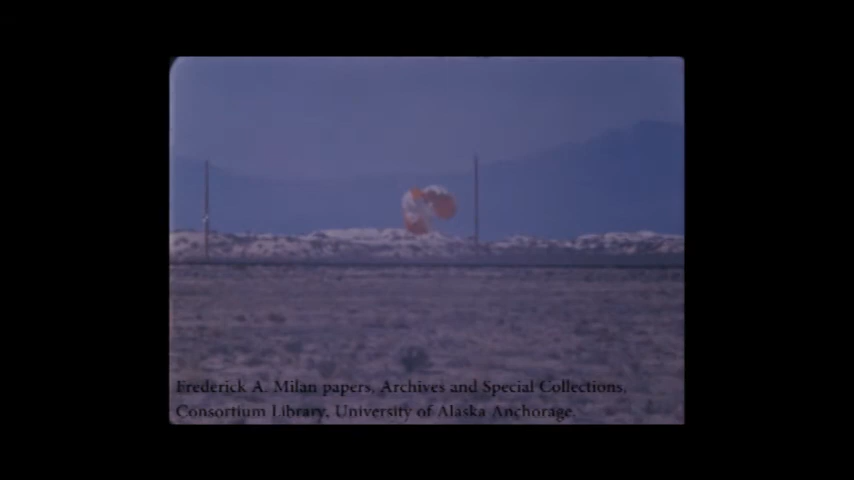 Frederick A. Milan papers, Archives and Special Collections,
Consortium Library, University of Alaska Anchorage.